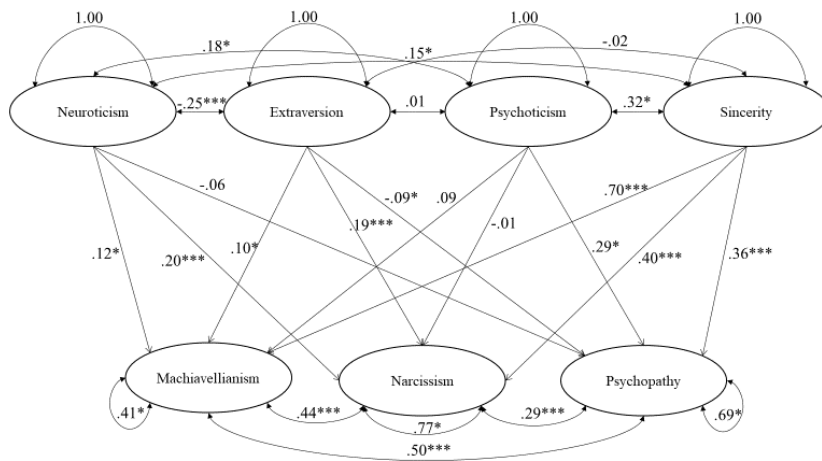 1.00 1.00 1.00 1.00
.18* .15* -.02
Neuroticism -.25*** Extraversion .01 Psychoticism .32* Sincerity
-.06 -.09* .09 .70***
.12* .20*** .10* .19*** -.01 .29* .40*** .36***
Machiavellianism Narcissism Psychopathy
.41* .44*** .77* .29*** .69*
.50***